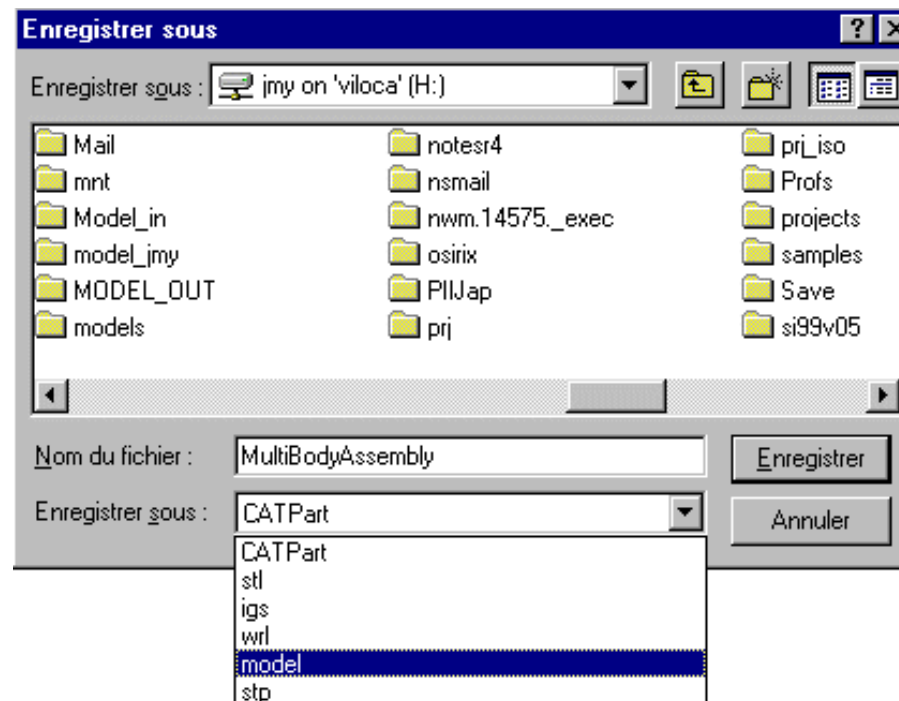 Enregistrer sous
Enregistrer sous : jmy on 'viloca' (H:)
Mail notesr4 prj_iso
mnt nsmail Profs
Model_in nwm.14575._exec projects
model_jmy osirix samples
MODEL_OUT PIIJap Save
models prj si99v05
Nom du fichier : MultiBodyAssembly Enregistrer
Enregistrer sous : CATPart Annuler
CATPart
stl
igs
wrl
model
stp